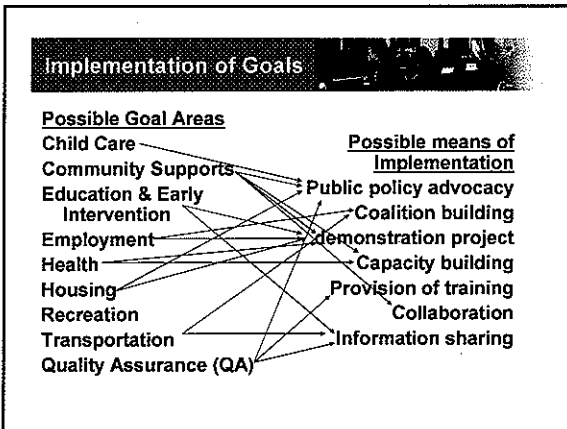 Implementation of Goals
Possible Goal Areas
Child Care
Community Supports
Education & Early
Intervention
Employment
Health
Housing
Recreation
Transportation
Quality Assurance (QA)
Possible means of
Implementation
Public policy advocacy
Coalition building
demonstration project
Capacity building
Provision of training
Collaboration
Information sharing